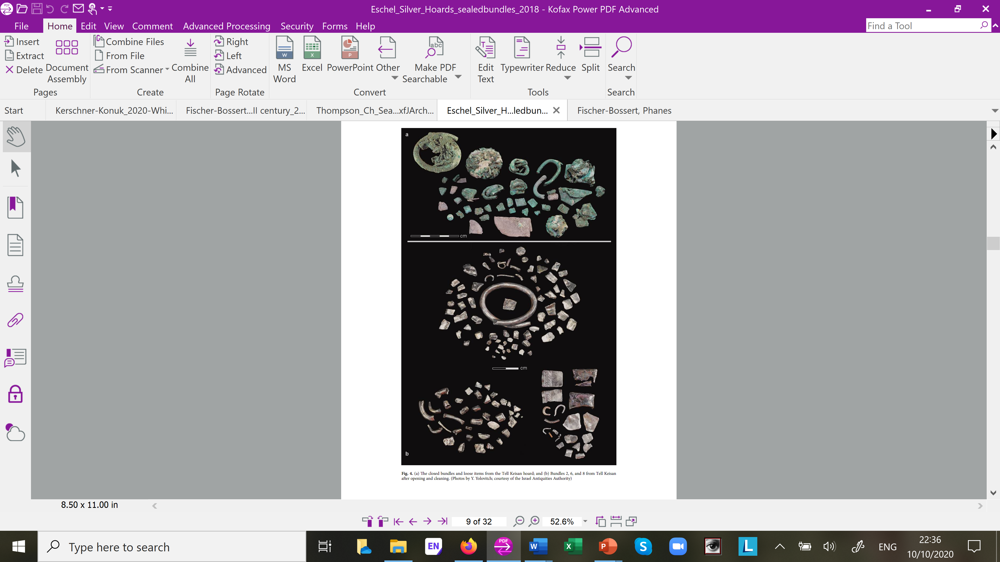 PDF
Eschel_Silver_Hoards_sealedbundles_2018 - Kofax Power PDF Advanced
File Home Edit View Comment Advanced Processing Security Forms Help
Find a Tool
Insert
Extract
Delete
Document Assembly
Pages
Combine Files
From File
From Scanner
Combine All
Create
Right
Left
Advanced
Page Rotate
W
MS Word
X
Excel
P
PowerPoint
Other
abc
Make PDF Searchable
Convert
T
Edit Text
Typewriter
Reduce
Split
Tools
Search
Search
Start
Kerschner-Konuk_2020-Whi...
Fischer-Bossert...II century_2...
Thompson_Ch_Sea...xfJArch...
Eschel_Silver_H...ledbun...
Fischer-Bossert, Phanes
a
cm
cm
b
Fig. 4. (a) The closed bundles and loose items from the Tell Keisan hoard; and (b) Bundles 2, 6, and 8 from Tell Keisan
after opening and cleaning. (Photos by Y. Yolovitch; courtesy of the Israel Antiquities Authority)
8.50 x 11.00 in
9 of 32
52.6%
Type here to search
EN
PDF
W
X
P
S
L
ENG
22:36
10/10/2020